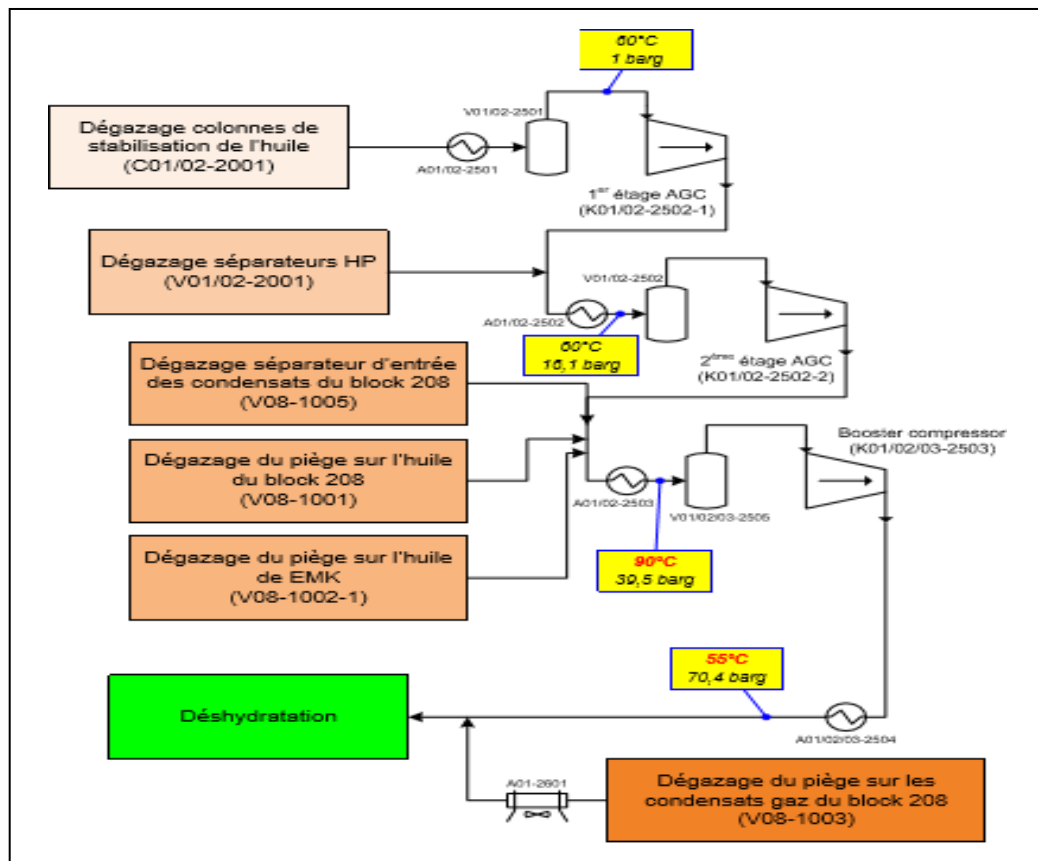 60°C
1 barg
V01/02-2501
Dégazage colonnes de
stabilisation de l'huile
(C01/02-2001)
A01/02-2501
1er étage AGC
(K01/02-2502-1)
Dégazage séparateurs HP
(V01/02-2001)
V01/02-2502
A01/02-2502
60°C
16,1 barg
2ème étage AGC
(K01/02-2502-2)
Dégazage séparateur d'entrée
des condensats du block 208
(V08-1005)
Booster compressor
(K01/02/03-2503)
Dégazage du piège sur l'huile
du block 208
(V08-1001)
A01/02-2503
V01/02/03-2505
Dégazage du piège sur l'huile
de EMK
(V08-1002-1)
90°C
39,5 barg
55°C
70,4 barg
Déshydratation
A01/02/03-2504
A01-2601
Dégazage du piège sur les
condensats gaz du block 208
(V08-1003)